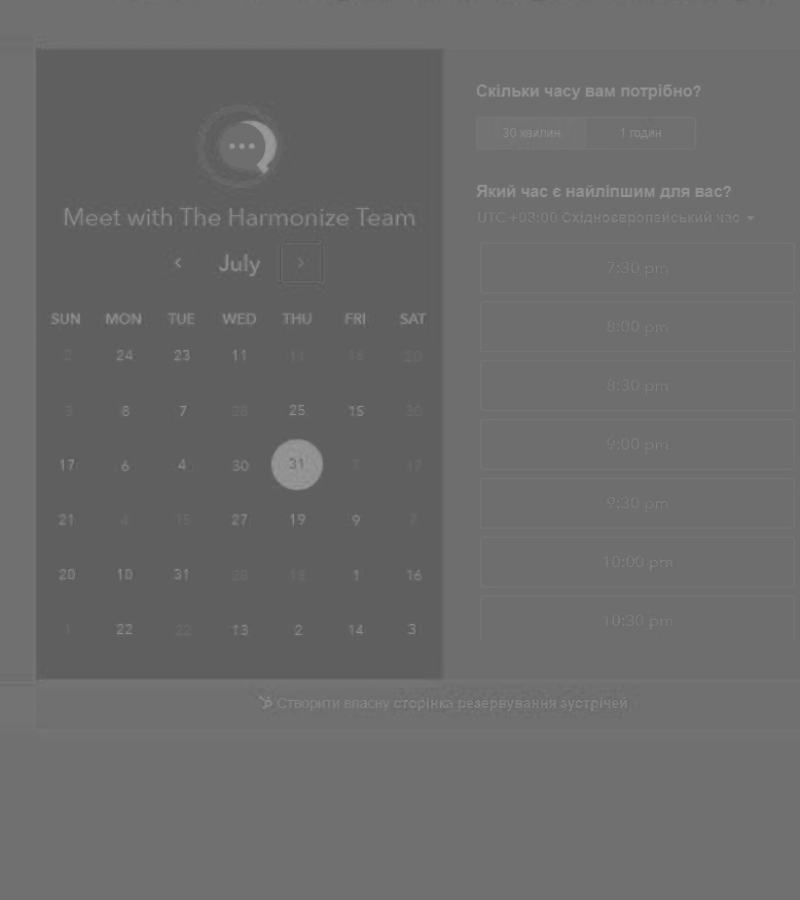 Meet with The Harmonize Team
July
SUN MON TUE WED THU FRI SAT
2 24 23 11 14 16 20
8 7 28 25 15 30
17 6 4 30 31 7 17
21 4 15 27 19 9 7
20 10 31 20 1 16
1 22 22 13 2 14 3
Скільки часу вам потрібно?
30 хвилин 1 годин
Який час є найліпшим для вас?
UTC +03:00 Східноєвропейський час
7:30 pm
8:00 pm
8:30 pm
9:00 pm
9:30 pm
10:00 pm
10:30 pm
Створити власну сторінка резервування зустрічей